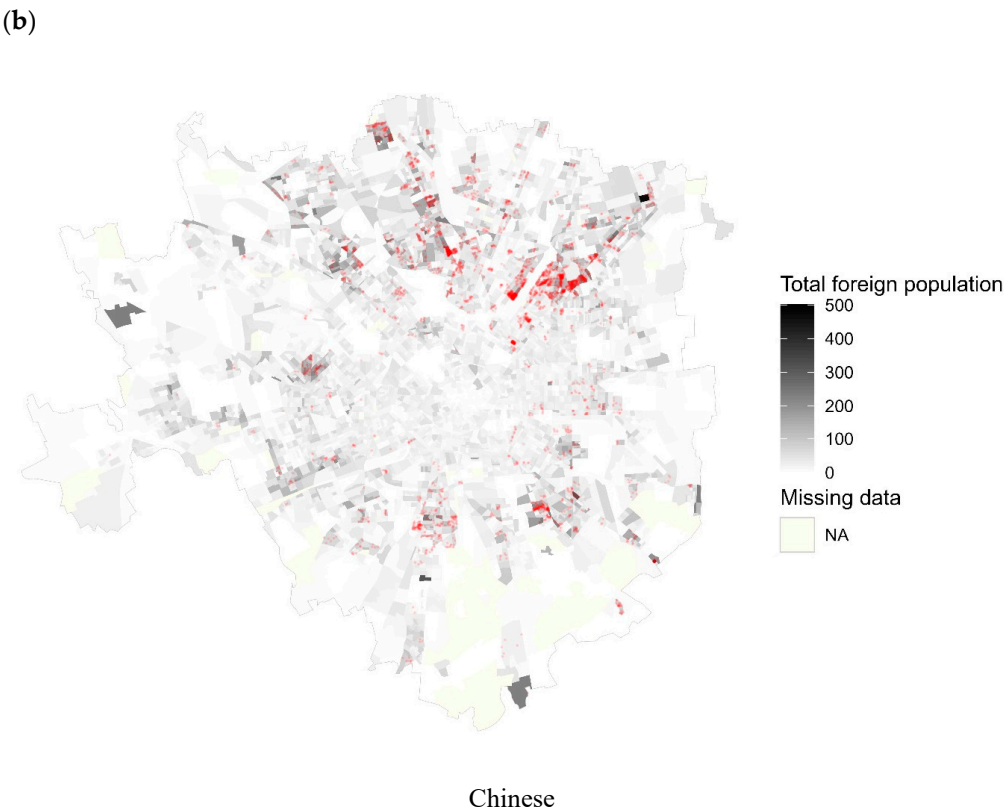 (b)
Total foreign population
500
400
300
200
100
0
Missing data
NA
Chinese